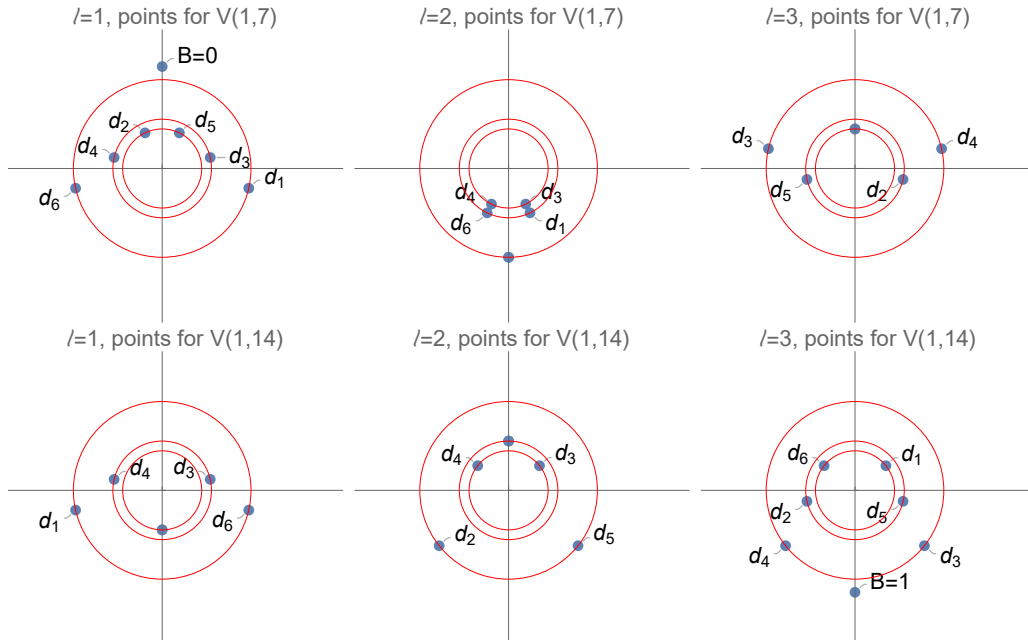 ℓ=1, points for V(1,7)
B=0
d₂ d₅
d₄ d₃
d₆ d₁
ℓ=2, points for V(1,7)
d₄ d₃
d₆ d₁
ℓ=3, points for V(1,7)
d₃ d₄
d₅ d₂
ℓ=1, points for V(1,14)
d₄ d₃
d₁ d₆
ℓ=2, points for V(1,14)
d₄ d₃
d₂ d₅
ℓ=3, points for V(1,14)
d₆ d₁
d₂ d₅
d₄ d₃
B=1